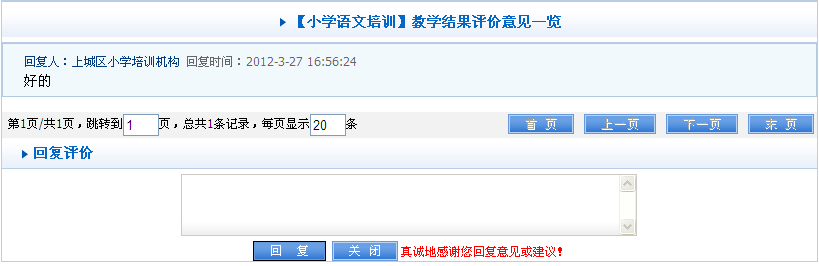 【小学语文培训】教学结果评价意见一览
回复人：上城区小学培训机构 回复时间：2012-3-27 16:56:24
好的
第1页/共1页，跳转到1页，总共1条记录，每页显示20条 首 页 上一页 下一页 末 页
回复评价
回 复 关 闭 真诚地感谢您回复意见或建议！